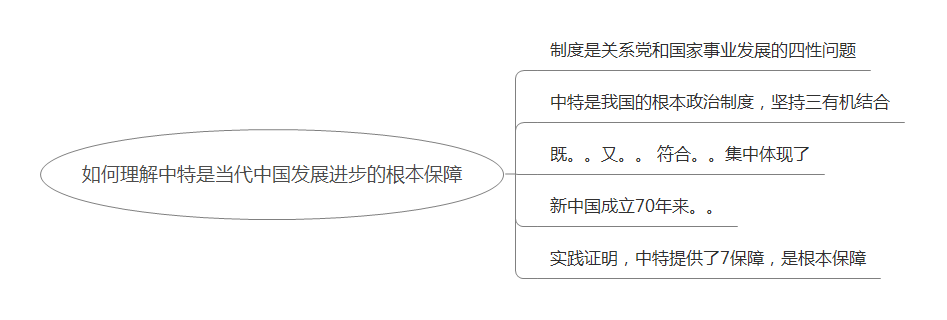 如何理解中特是当代中国发展进步的根本保障
制度是关系党和国家事业发展的四性问题
中特是我国的根本政治制度，坚持三有机结合
既。。又。。 符合。。集中体现了
新中国成立70年来。。
实践证明，中特提供了7保障，是根本保障